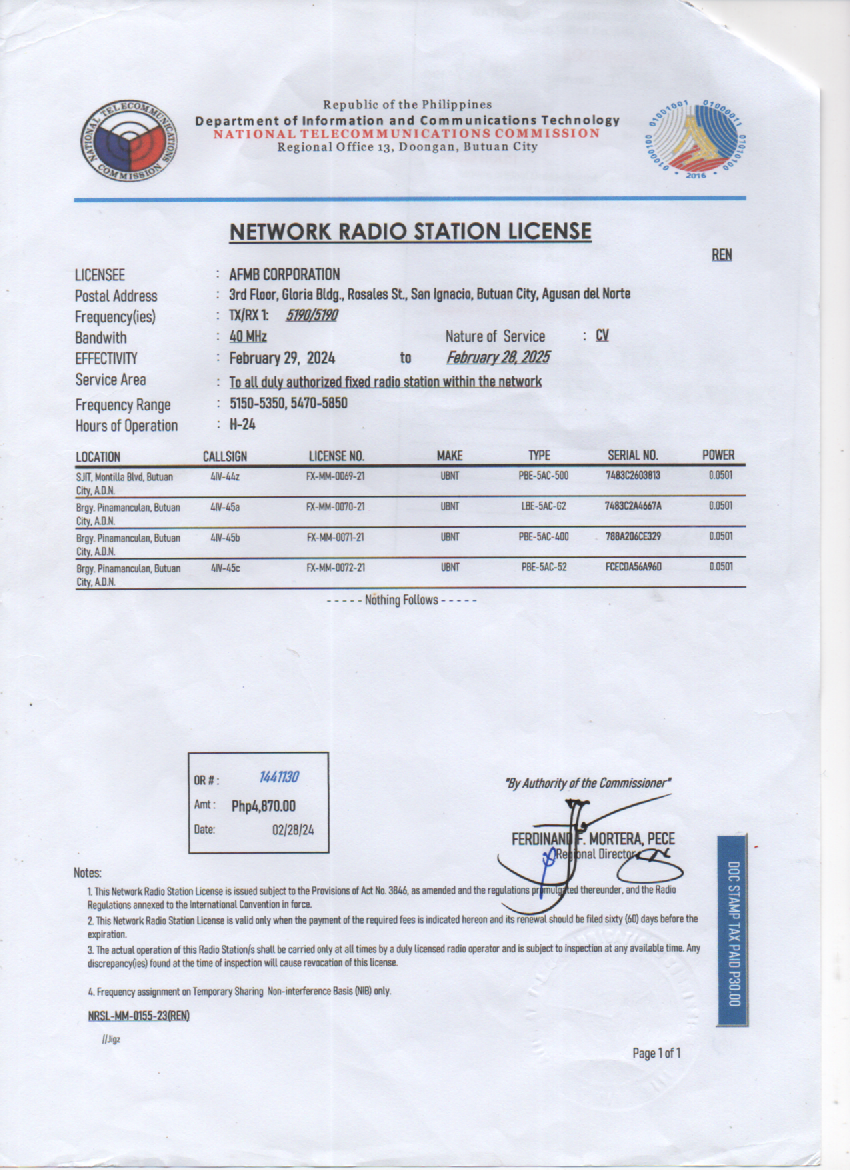 Republic of the Philippines
Department of Information and Communications Technology
NATIONAL TELECOMMUNICATIONS COMMISSION
Regional Office 13, Doongan, Butuan City
NATIONAL TELECOMMUNICATIONS COMMISSION
01001001 01000011 01010100 01000100
2016
NETWORK RADIO STATION LICENSE
REN
LICENSEE : AFMB CORPORATION
Postal Address : 3rd Floor, Gloria Bldg., Rosales St., San Ignacio, Butuan City, Agusan del Norte
Frequency(ies) : TX/RX 1: 5190/5190
Bandwith : 40 MHz Nature of Service : CV
EFFECTIVITY : February 29, 2024 to February 28, 2025
Service Area : To all duly authorized fixed radio station within the network
Frequency Range : 5150-5350, 5470-5850
Hours of Operation : H-24
LOCATION CALLSIGN LICENSE NO. MAKE TYPE SERIAL NO. POWER
SJIT, Montilla Blvd, Butuan 4IV-44z FX-MM-0069-21 UBNT PBE-5AC-500 7483C2603813 0.0501
City, A.D.N.
Brgy. Pinamanculan, Butuan 4IV-45a FX-MM-0070-21 UBNT LBE-5AC-G2 7483C2A4667A 0.0501
City, A.D.N.
Brgy. Pinamanculan, Butuan 4IV-45b FX-MM-0071-21 UBNT PBE-5AC-400 788A206CE329 0.0501
City, A.D.N.
Brgy. Pinamanculan, Butuan 4IV-45c FX-MM-0072-21 UBNT PBE-5AC-52 FCECDA56A960 0.0501
City, A.D.N.
- - - - - Nothing Follows - - - - -
OR # : 1441130
Amt : Php4,870.00
Date: 02/28/24
"By Authority of the Commissioner"
FERDINAND F. MORTERA, PECE
Regional Director
Notes:
1. This Network Radio Station License is issued subject to the Provisions of Act No. 3846, as amended and the regulations promulgated thereunder, and the Radio
Regulations annexed to the International Convention in force.
2. This Network Radio Station License is valid only when the payment of the required fees is indicated hereon and its renewal should be filed sixty (60) days before the
expiration.
3. The actual operation of this Radio Station/s shall be carried only at all times by a duly licensed radio operator and is subject to inspection at any available time. Any
discrepancy(ies) found at the time of inspection will cause revocation of this license.
4. Frequency assignment on Temporary Sharing Non-interference Basis (NIB) only.
NRSL-MM-0155-23(REN)
//Jigz
DOC STAMP TAX PAID P30.00
Page 1 of 1